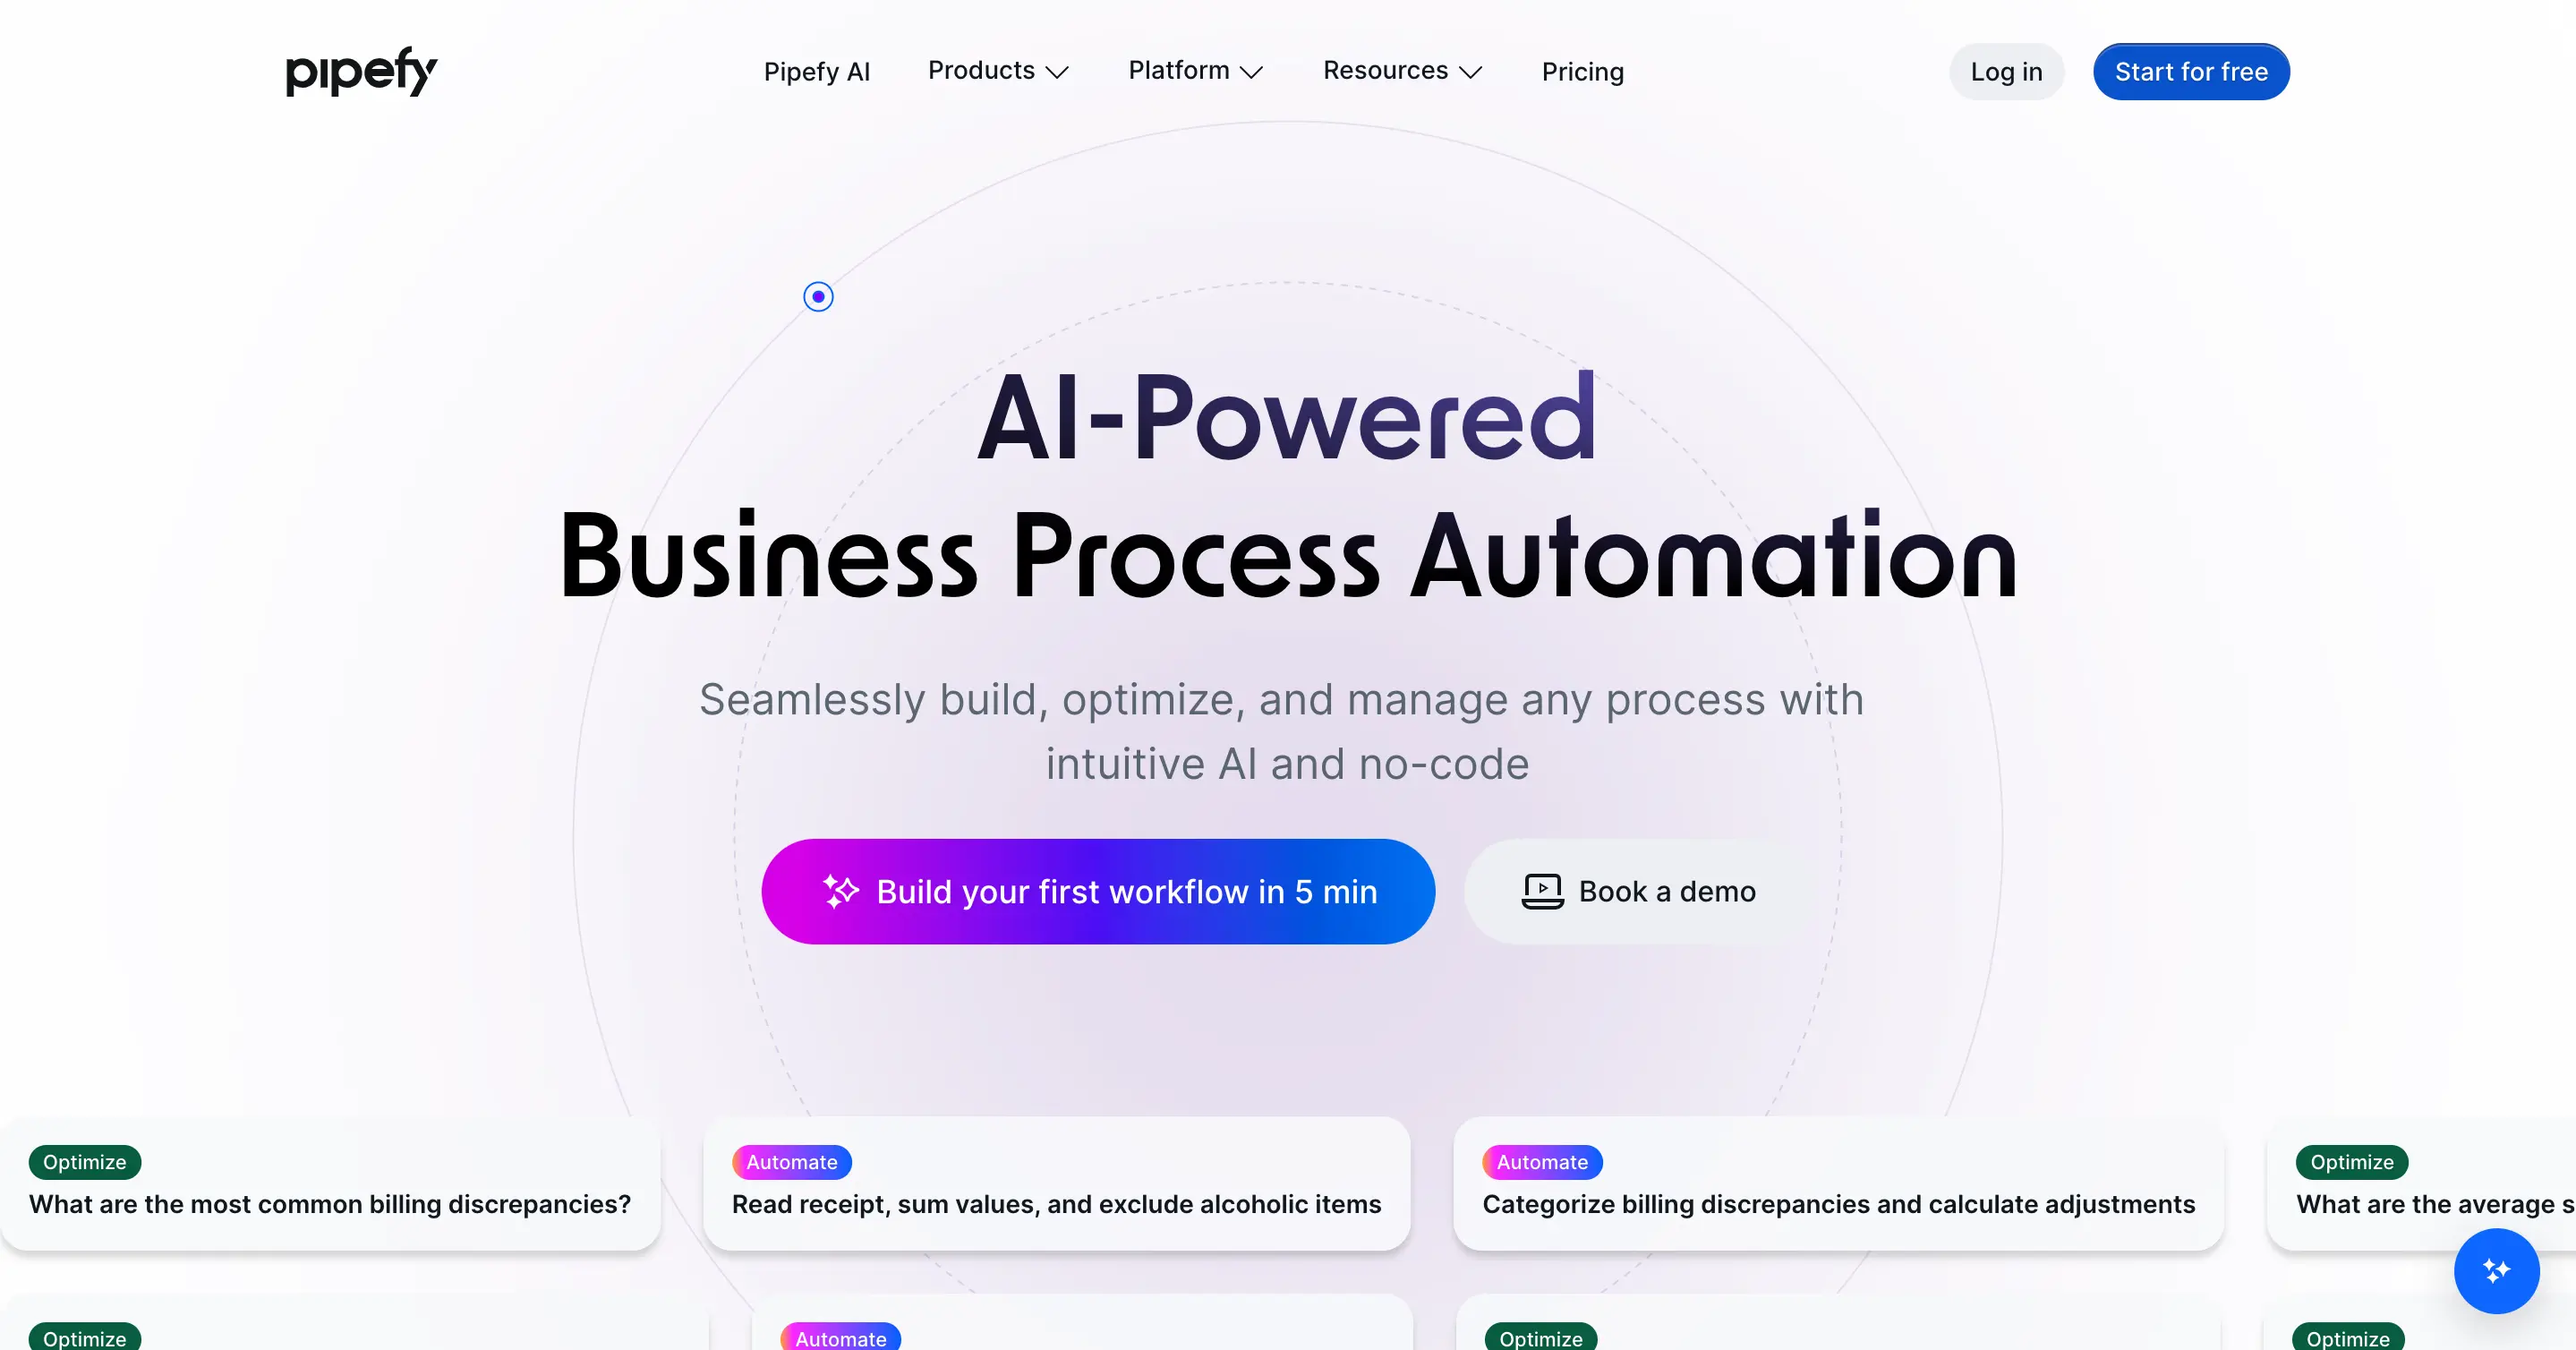 pipefy
Pipefy AI
Products
Platform
Resources
Pricing
Log in
Start for free
AI-Powered
Business Process Automation
Seamlessly build, optimize, and manage any process with
intuitive AI and no-code
Build your first workflow in 5 min
Book a demo
Optimize
What are the most common billing discrepancies?
Automate
Read receipt, sum values, and exclude alcoholic items
Automate
Categorize billing discrepancies and calculate adjustments
Optimize
What are the average
Optimize
Automate
Optimize
Optimize